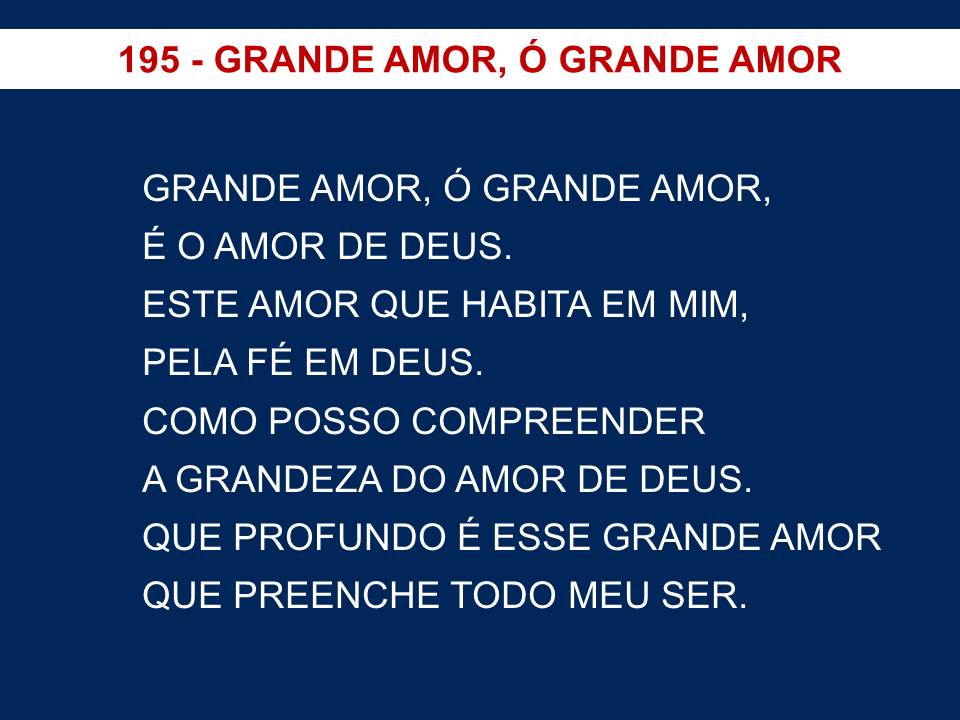 195 - GRANDE AMOR, Ó GRANDE AMOR
GRANDE AMOR, Ó GRANDE AMOR,
É O AMOR DE DEUS.
ESTE AMOR QUE HABITA EM MIM,
PELA FÉ EM DEUS.
COMO POSSO COMPREENDER
A GRANDEZA DO AMOR DE DEUS.
QUE PROFUNDO É ESSE GRANDE AMOR
QUE PREENCHE TODO MEU SER.